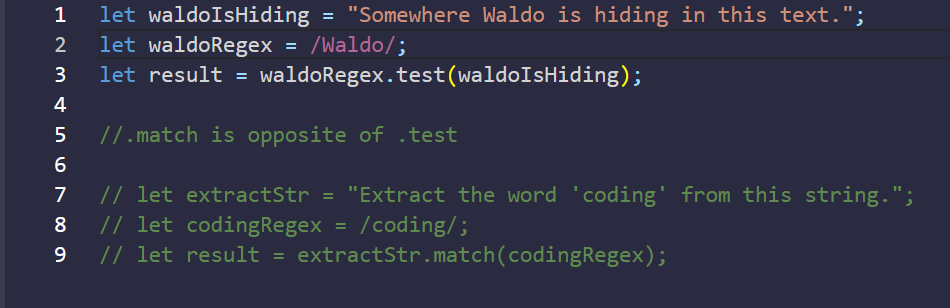 1 let waldoIsHiding = "Somewhere Waldo is hiding in this text.";
2 let waldoRegex = /Waldo/;
3 let result = waldoRegex.test(waldoIsHiding);
4
5 //.match is opposite of .test
6
7 // let extractStr = "Extract the word 'coding' from this string.";
8 // let codingRegex = /coding/;
9 // let result = extractStr.match(codingRegex);